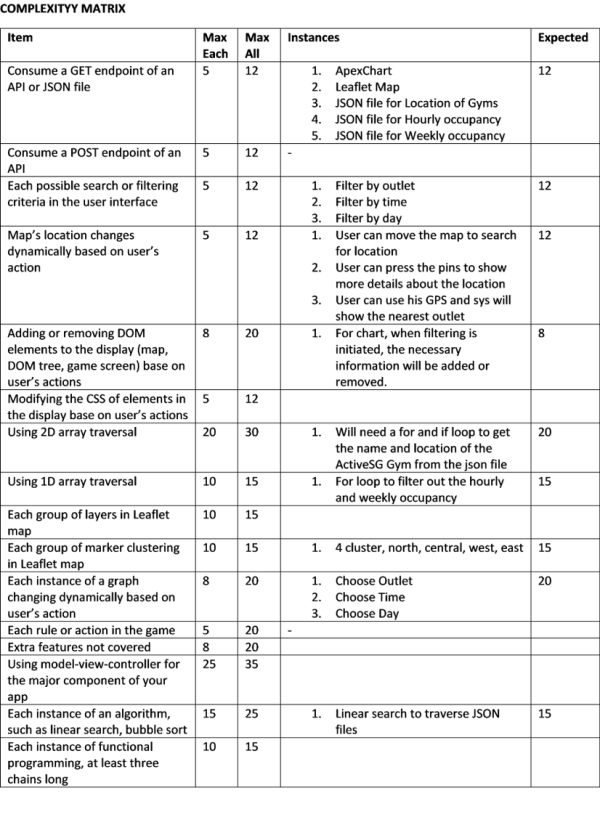 COMPLEXITYY MATRIX
Item Max Max Instances Expected
Each All
Consume a GET endpoint of an 5 12 1. ApexChart 12
API or JSON file 2. Leaflet Map
3. JSON file for Location of Gyms
4. JSON file for Hourly occupancy
5. JSON file for Weekly occupancy
Consume a POST endpoint of an 5 12 -
API
Each possible search or filtering 5 12 1. Filter by outlet 12
criteria in the user interface 2. Filter by time
3. Filter by day
Map's location changes 5 12 1. User can move the map to search 12
dynamically based on user's for location
action 2. User can press the pins to show
more details about the location
3. User can use his GPS and sys will
show the nearest outlet
Adding or removing DOM 8 20 1. For chart, when filtering is 8
elements to the display (map, initiated, the necessary
DOM tree, game screen) base on information will be added or
user's actions removed.
Modifying the CSS of elements in 5 12
the display base on user's actions
Using 2D array traversal 20 30 1. Will need a for and if loop to get 20
the name and location of the
ActiveSG Gym from the json file
Using 1D array traversal 10 15 1. For loop to filter out the hourly 15
and weekly occupancy
Each group of layers in Leaflet 10 15
map
Each group of marker clustering 10 15 1. 4 cluster, north, central, west, east 15
in Leaflet map
Each instance of a graph 8 20 1. Choose Outlet 20
changing dynamically based on 2. Choose Time
user's action 3. Choose Day
Each rule or action in the game 5 20 -
Extra features not covered 8 20
Using model-view-controller for 25 35
the major component of your
app
Each instance of an algorithm, 15 25 1. Linear search to traverse JSON 15
such as linear search, bubble sort files
Each instance of functional 10 15
programming, at least three
chains long